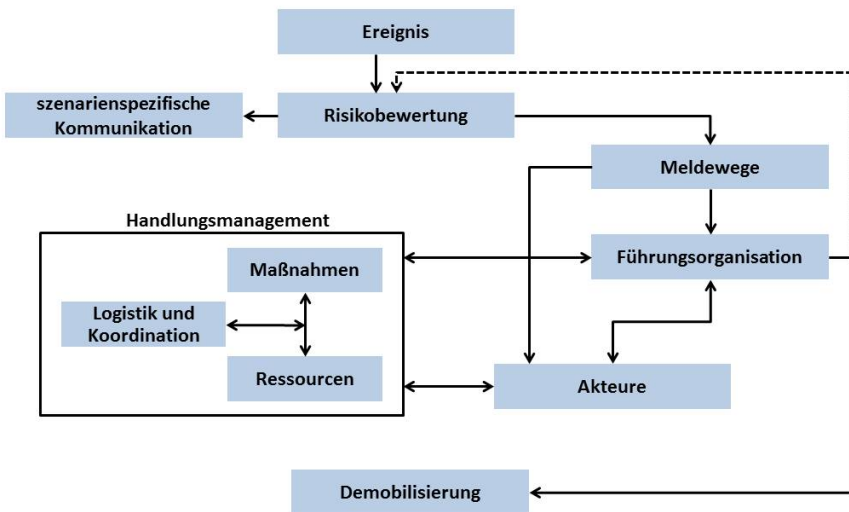 Ereignis
szenarienspezifische
Kommunikation
Risikobewertung
Meldewege
Handlungsmanagement
Maßnahmen
Führungsorganisation
Logistik und
Koordination
Ressourcen
Akteure
Demobilisierung